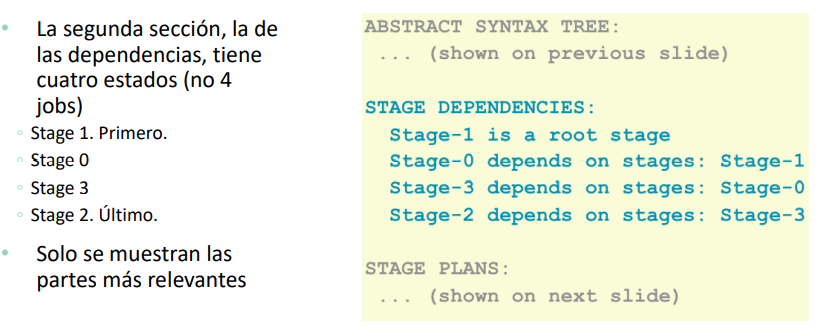 La segunda sección, la de
las dependencias, tiene
cuatro estados (no 4
jobs)
Stage 1. Primero.
Stage 0
Stage 3
Stage 2. Último.
Solo se muestran las
partes más relevantes
ABSTRACT SYNTAX TREE:
... (shown on previous slide)
STAGE DEPENDENCIES:
Stage-1 is a root stage
Stage-0 depends on stages: Stage-1
Stage-3 depends on stages: Stage-0
Stage-2 depends on stages: Stage-3
STAGE PLANS:
... (shown on next slide)